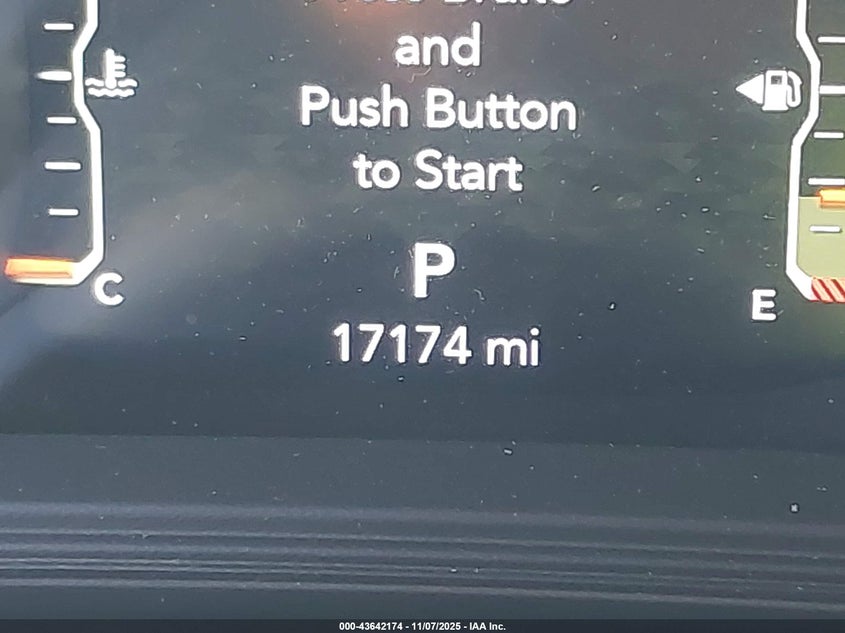 and
Push Button
to Start
P
C
E
17174 mi
000-43642174 - 11/07/2025 - IAA Inc.